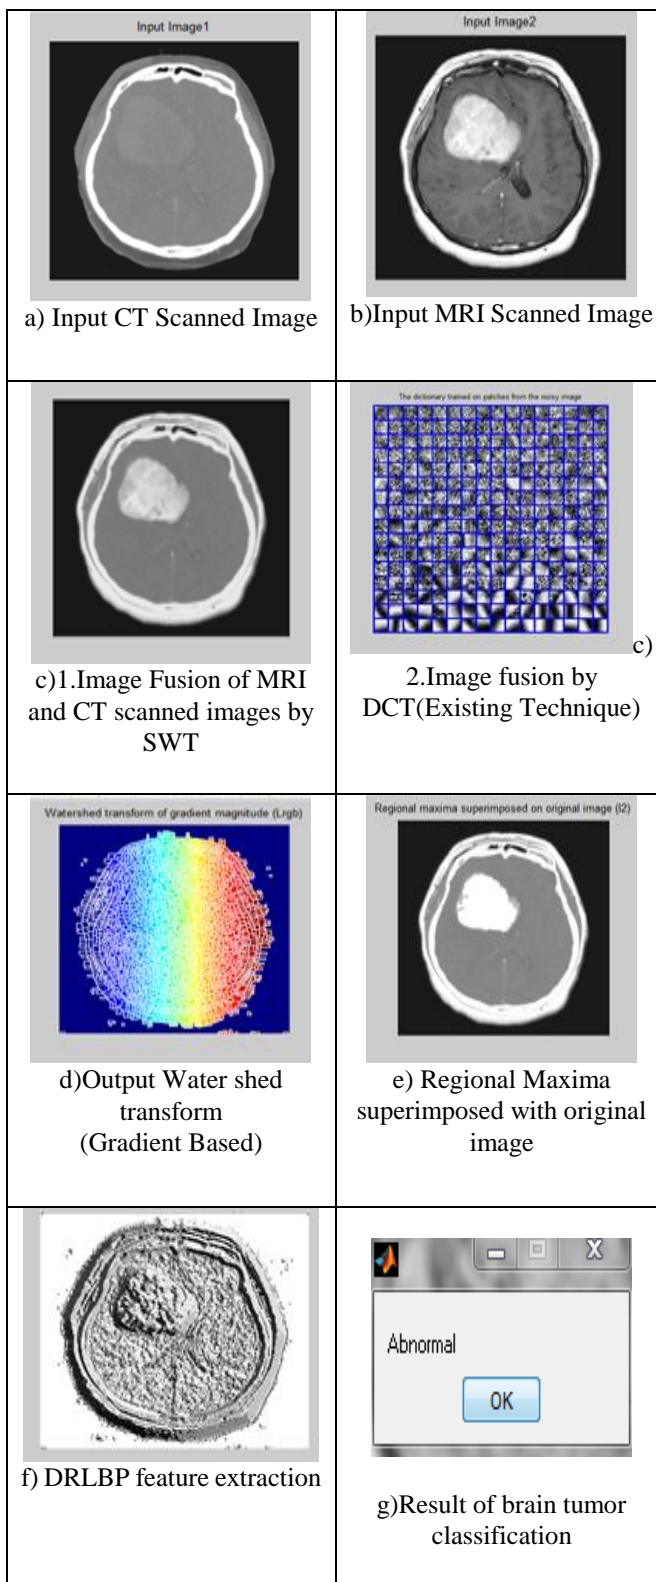 Input Image1
a) Input CT Scanned Image
Input Image2
b)Input MRI Scanned Image
c)1.Image Fusion of MRI
and CT scanned images by
SWT
The dictionary trained on patches from the noisy image
c)
2.Image fusion by
DCT(Existing Technique)
Watershed transform of gradient magnitude (Lrgb)
d)Output Water shed
transform
(Gradient Based)
Regional maxima superimposed on original image (I2)
e) Regional Maxima
superimposed with original
image
f) DRLBP feature extraction
X
Abnormal
OK
g)Result of brain tumor
classification